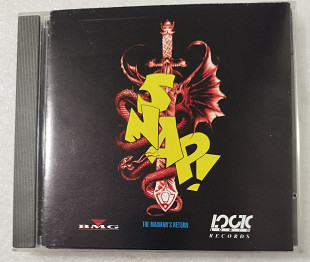 SNAP!
THE MADMAN'S RETURN
BMG
LOGIC
RECORDS